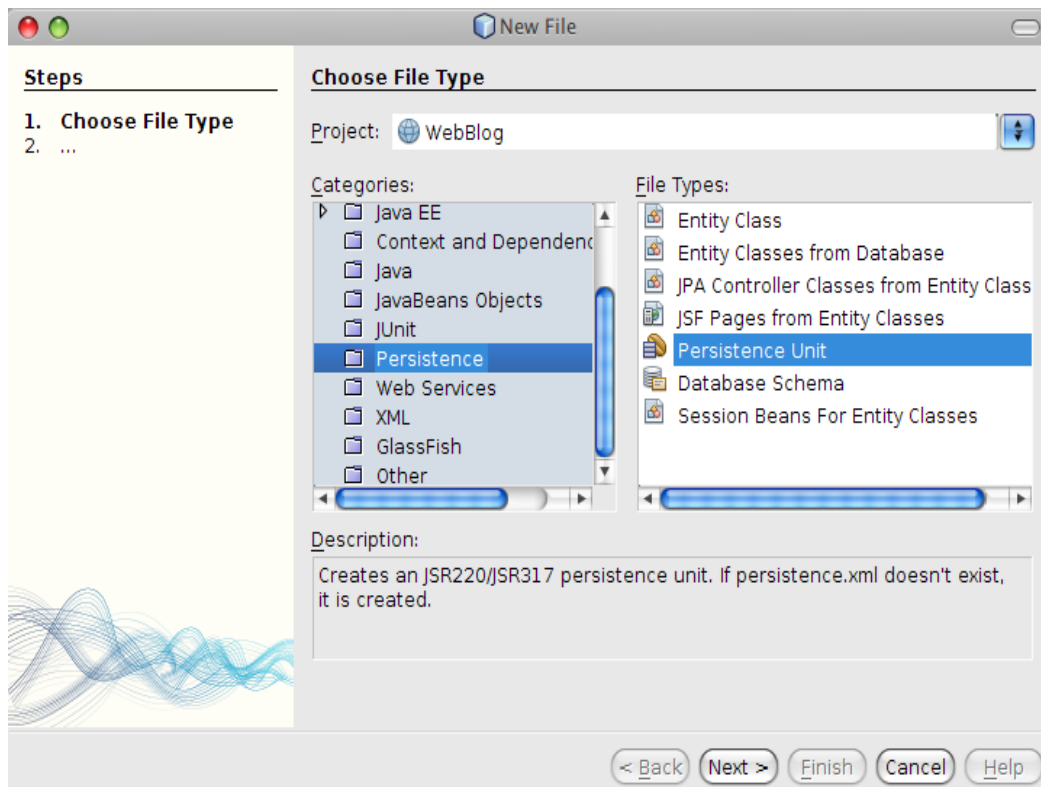 New File
Steps
1. Choose File Type
2. ...
Choose File Type
Project: WebBlog
Categories:
Java EE
Context and Dependenc
Java
JavaBeans Objects
JUnit
Persistence
Web Services
XML
GlassFish
Other
File Types:
Entity Class
Entity Classes from Database
JPA Controller Classes from Entity Class
JSF Pages from Entity Classes
Persistence Unit
Database Schema
Session Beans For Entity Classes
Description:
Creates an JSR220/JSR317 persistence unit. If persistence.xml doesn't exist,
it is created.
< Back Next > Finish Cancel Help